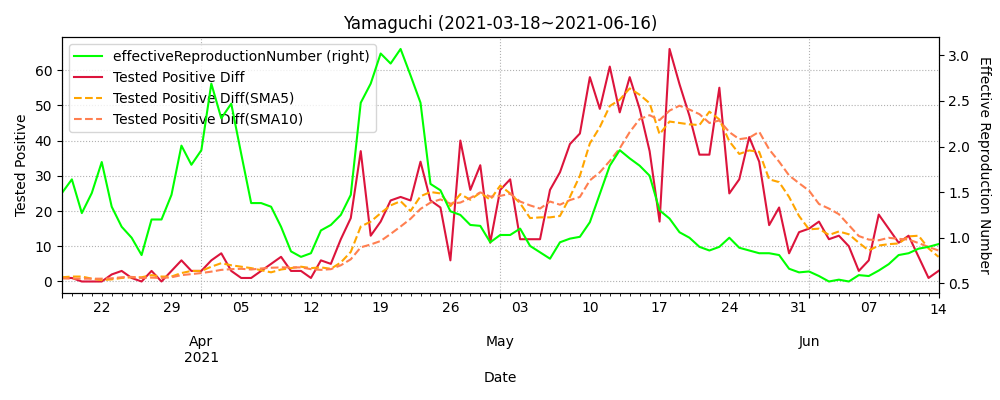 Yamaguchi (2021-03-18~2021-06-16)
effectiveReproductionNumber (right)
Tested Positive Diff
Tested Positive Diff(SMA5)
Tested Positive Diff(SMA10)
Tested Positive
60
50
40
30
20
10
0
Effective Reproduction Number
3.0
2.5
2.0
1.5
1.0
0.5
22 29 05 12 19 26 03 10 17 24 31 07 14
Apr May Jun
2021
Date